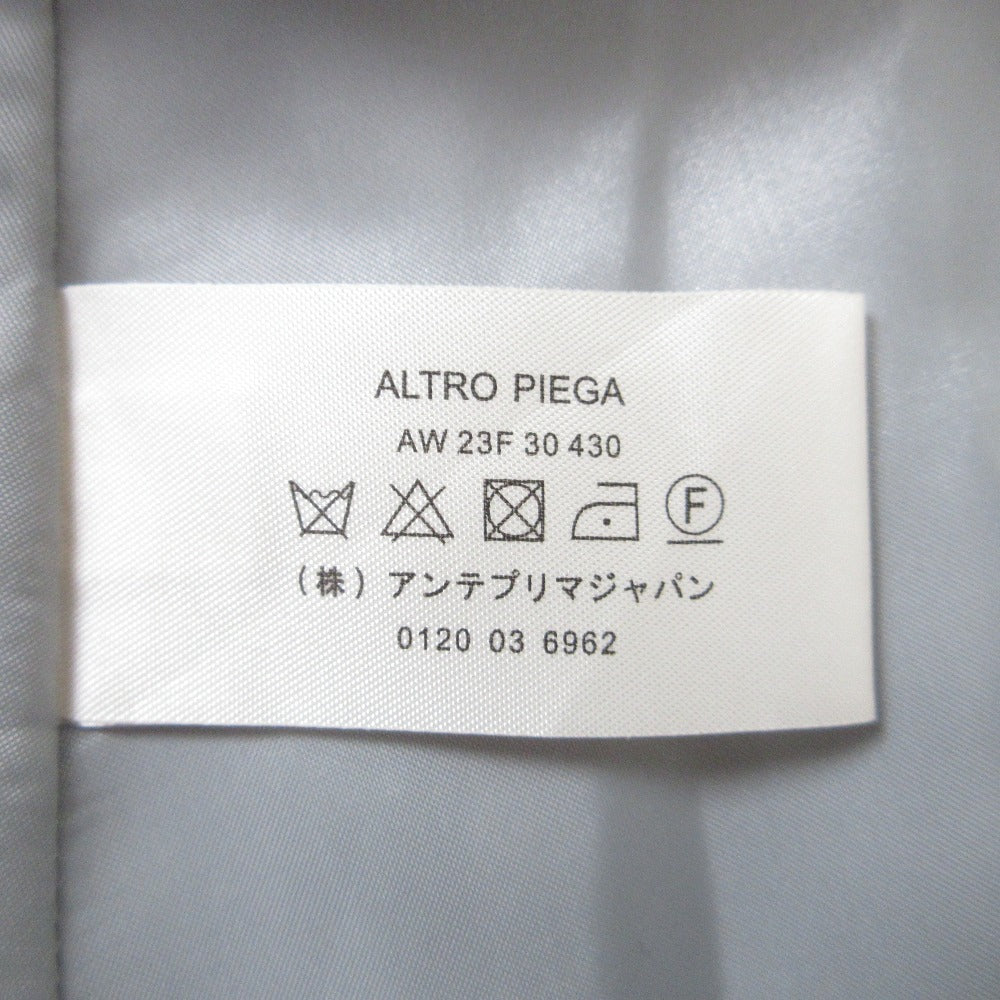 ALTRO PIEGA
AW 23F 30 430
F
(株)アンテプリマジャパン
0120 03 6962